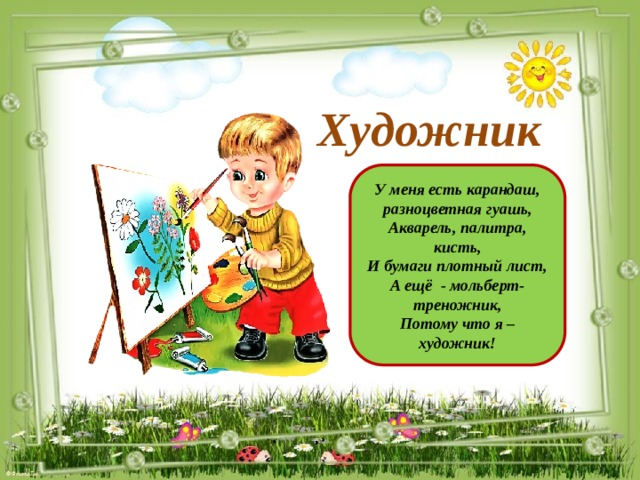 Художник
У меня есть карандаш,
разноцветная гуашь,
Акварель, палитра,
кисть,
И бумаги плотный лист,
А ещё - мольберт-
треножник,
Потому что я –
художник!